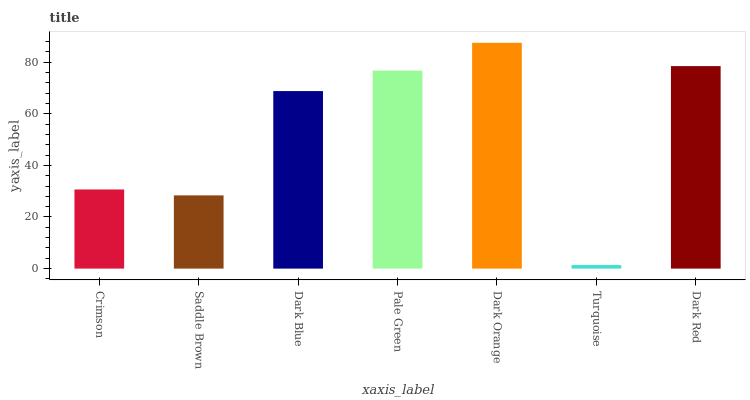 title
yaxis_label
80
60
40
20
0
Crimson
Saddle Brown
Dark Blue
Pale Green
Dark Orange
Turquoise
Dark Red
xaxis_label